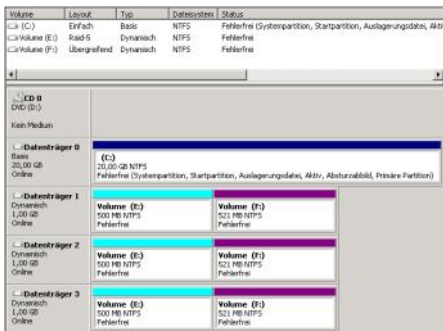 Volume Layout Typ Dateisystem Status
(C:) Einfach Basis NTFS Fehlerfrei (Systempartition, Startpartition, Auslagerungsdatei, Akti
Volume (E:) Raid-5 Dynamisch NTFS Fehlerfrei
Volume (F:) Übergreifend Dynamisch NTFS Fehlerfrei
CD 0
DVD (D:)
Kein Medium
Datenträger 0
Basis
20,00 GB
Online
(C:)
20,00 GB NTFS
Fehlerfrei (Systempartition, Startpartition, Auslagerungsdatei, Aktiv, Absturzabbild, Primäre Partition)
Datenträger 1
Dynamisch
1,00 GB
Online
Volume (E:)
500 MB NTFS
Fehlerfrei
Volume (F:)
521 MB NTFS
Fehlerfrei
Datenträger 2
Dynamisch
1,00 GB
Online
Volume (E:)
500 MB NTFS
Fehlerfrei
Volume (F:)
521 MB NTFS
Fehlerfrei
Datenträger 3
Dynamisch
1,00 GB
Online
Volume (E:)
500 MB NTFS
Fehlerfrei
Volume (F:)
521 MB NTFS
Fehlerfrei